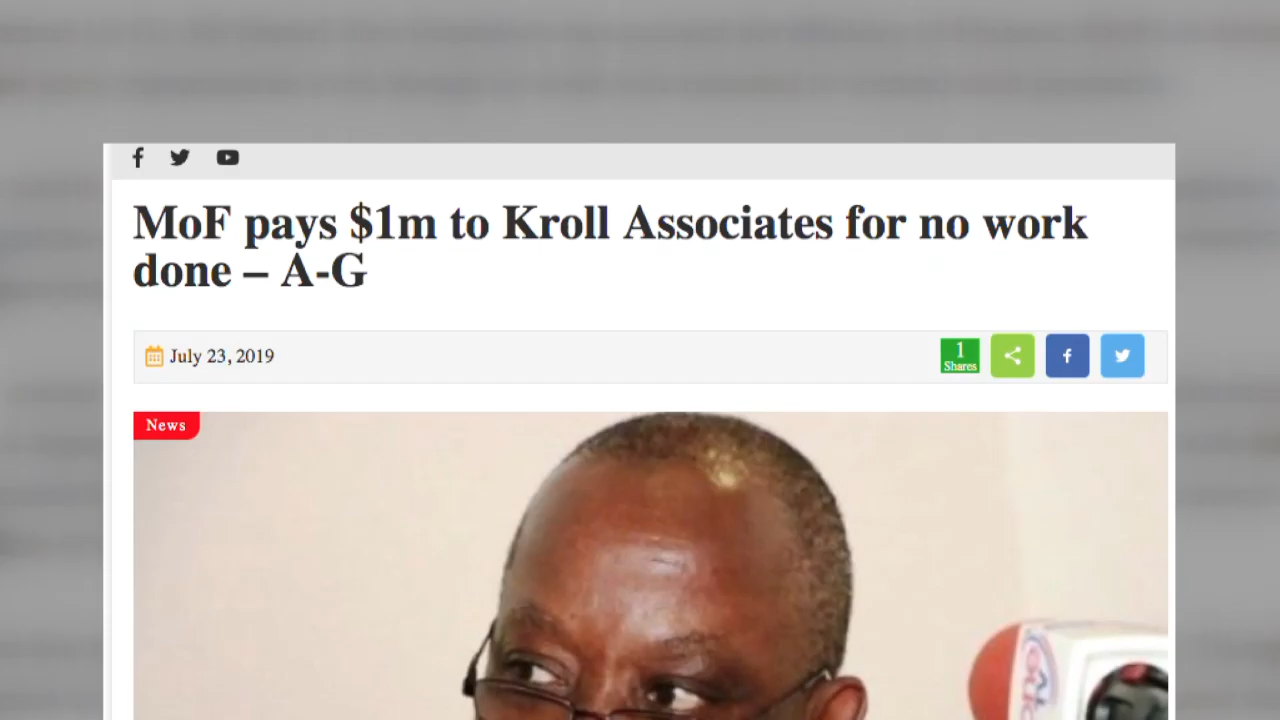 MoF pays $1m to Kroll Associates for no work
done – A-G
July 23, 2019
1
Shares
News